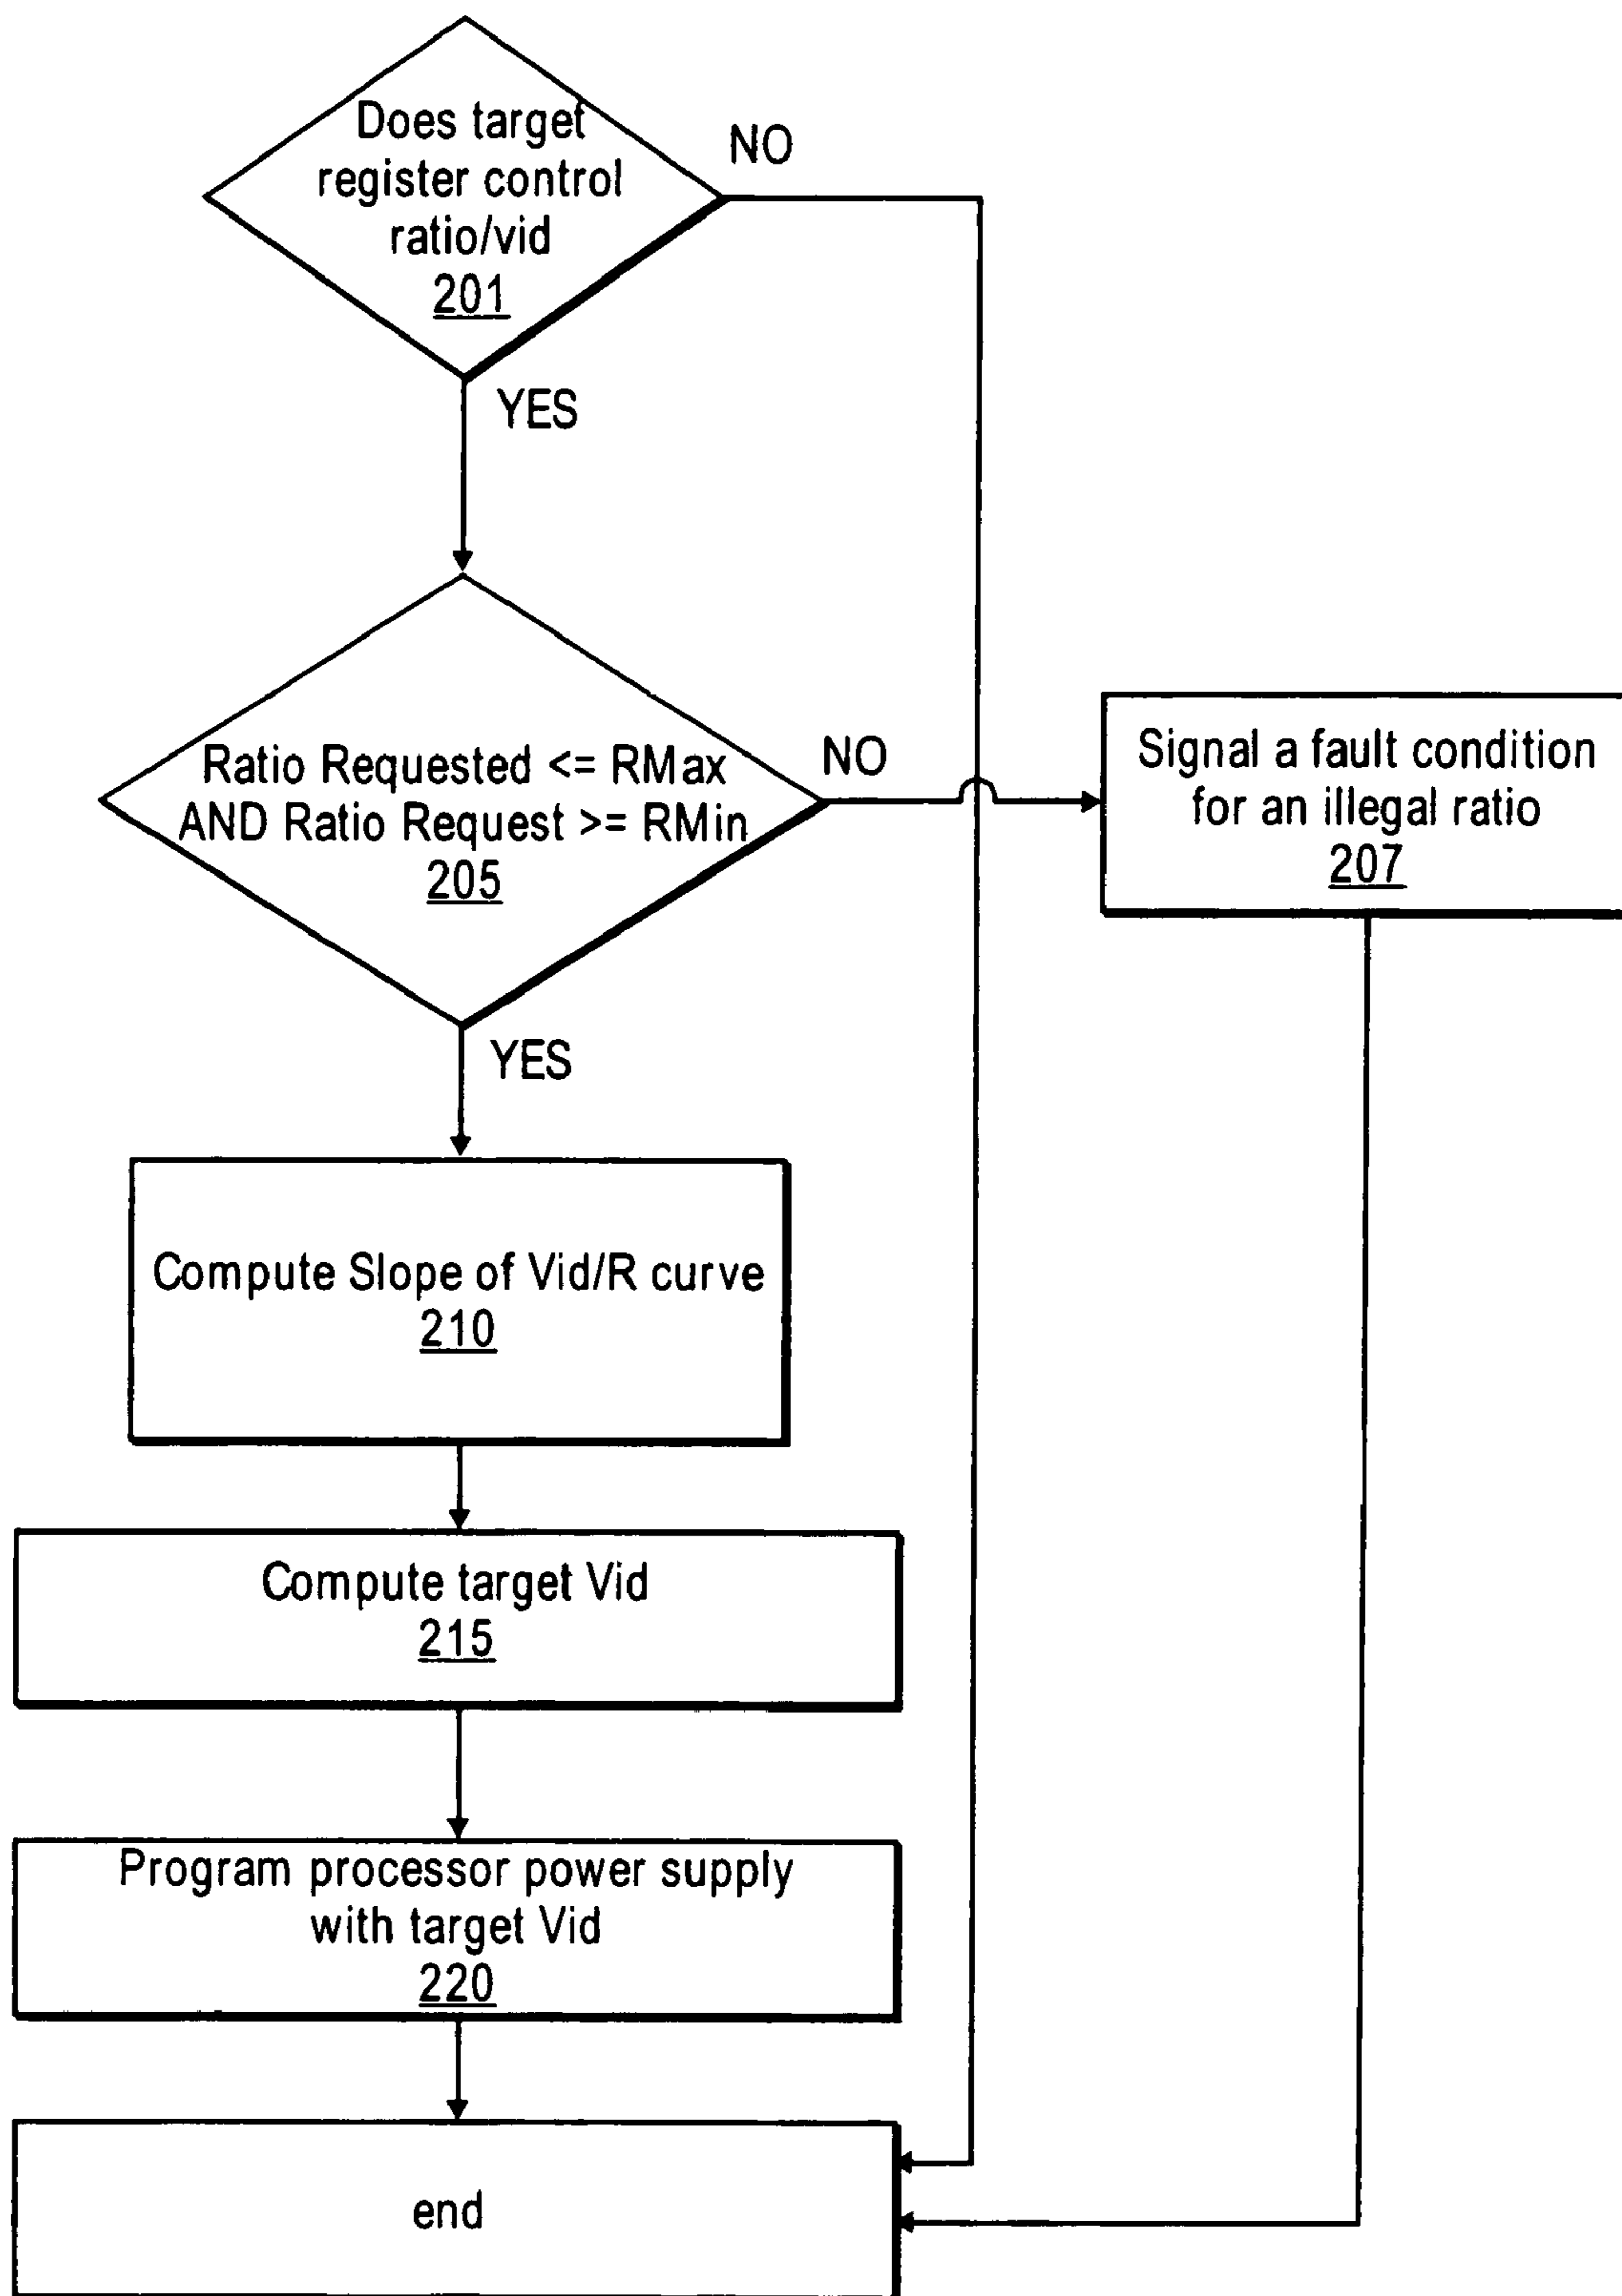 Does target
register control
ratio/vid
201
NO
YES
Ratio Requested <= RMax
AND Ratio Request >= RMin
205
NO
Signal a fault condition
for an illegal ratio
207
YES
Compute Slope of Vid/R curve
210
Compute target Vid
215
Program processor power supply
with target Vid
220
end